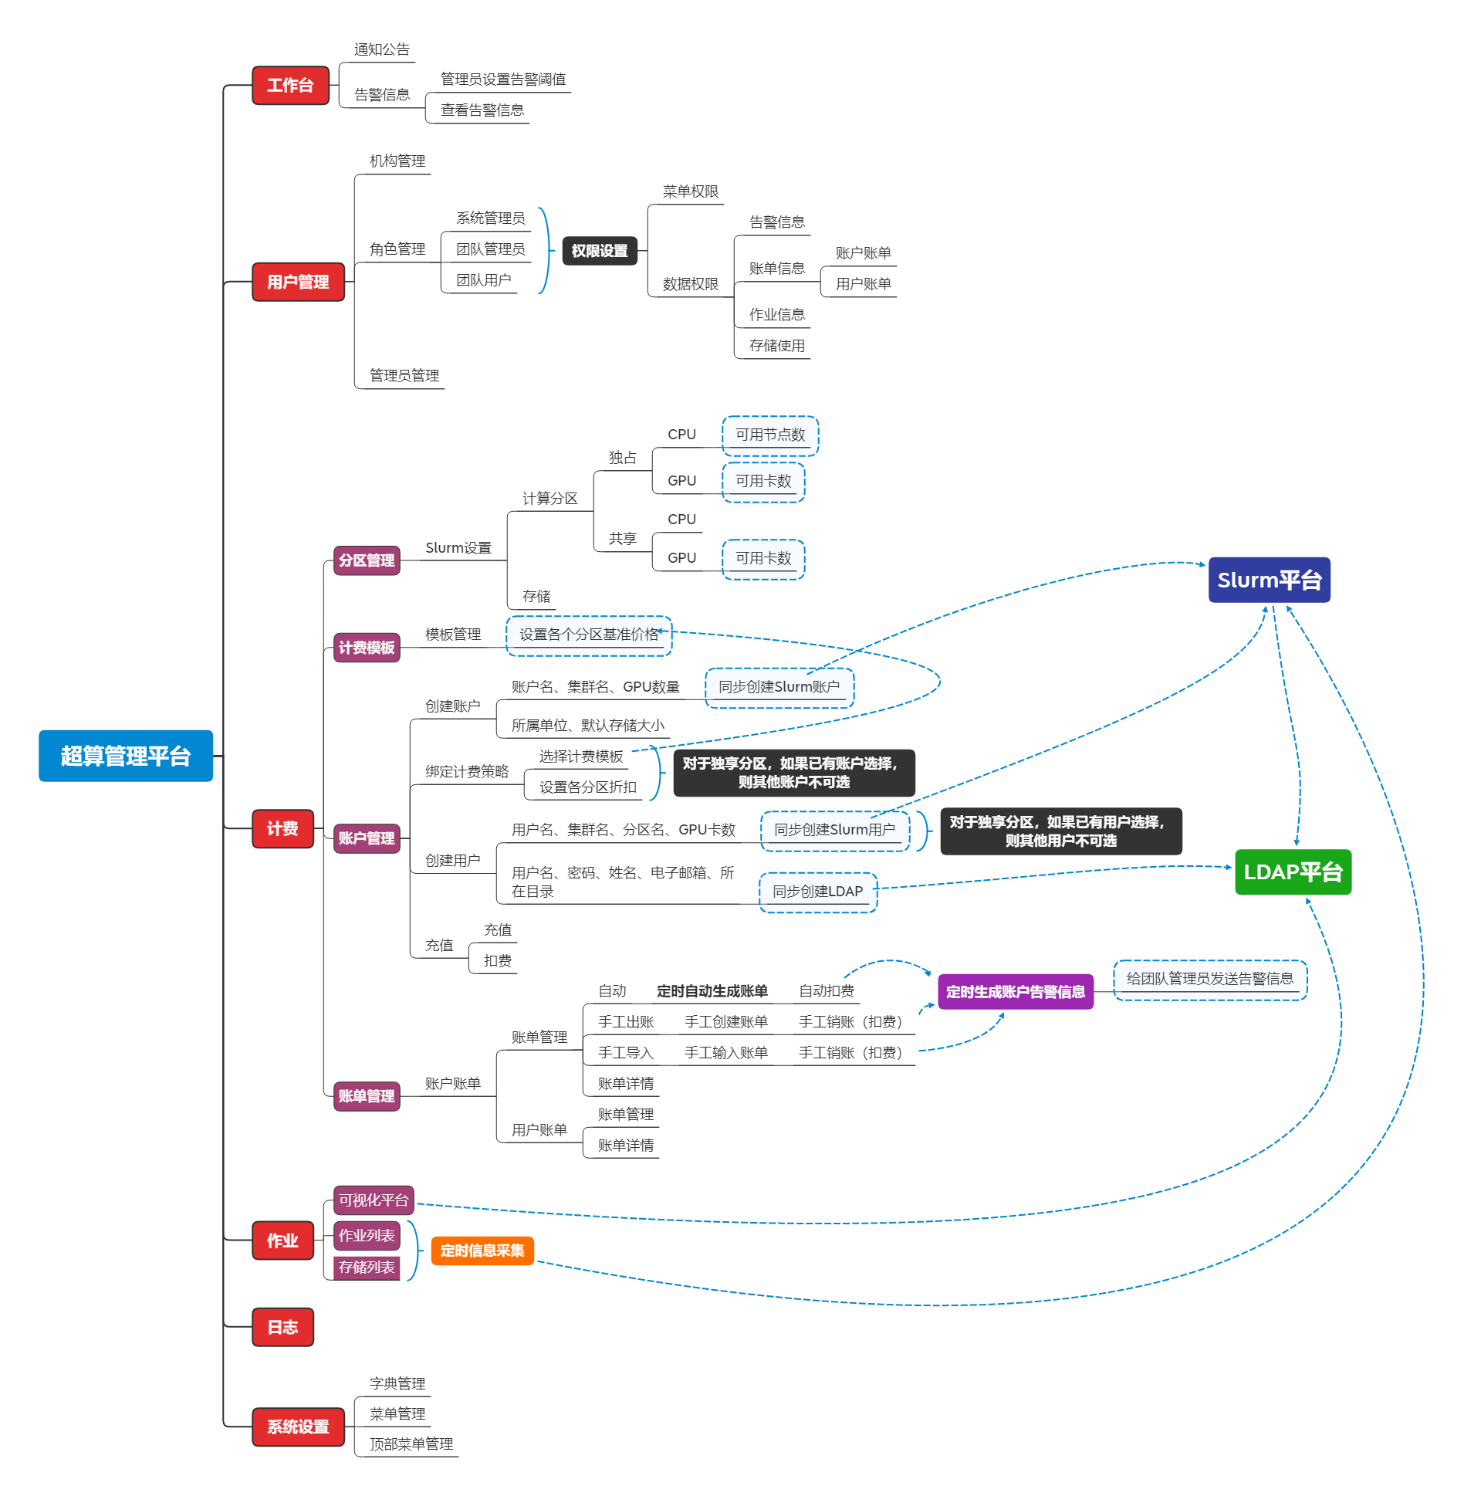 超算管理平台
工作台
通知公告
告警信息
管理员设置告警阈值
查看告警信息
用户管理
机构管理
角色管理
系统管理员
团队管理员
团队用户
权限设置
菜单权限
数据权限
告警信息
账单信息
账户账单
用户账单
作业信息
存储使用
管理员管理
计费
分区管理
Slurm设置
计算分区
独占
CPU
可用节点数
GPU
可用卡数
共享
CPU
GPU
可用卡数
存储
计费模板
模板管理
设置各个分区基准价格
账户管理
创建账户
账户名、集群名、GPU数量
同步创建Slurm账户
所属单位、默认存储大小
绑定计费策略
选择计费模板
设置各分区折扣
对于独享分区，如果已有账户选择，
则其他账户不可选
创建用户
用户名、集群名、分区名、GPU卡数
同步创建Slurm用户
对于独享分区，如果已有用户选择，
则其他用户不可选
用户名、密码、姓名、电子邮箱、所
在目录
同步创建LDAP
充值
充值
扣费
账单管理
账户账单
账单管理
自动
定时自动生成账单
自动扣费
手工出账
手工创建账单
手工销账（扣费）
手工导入
手工输入账单
手工销账（扣费）
账单详情
定时生成账户告警信息
给团队管理员发送告警信息
用户账单
账单管理
账单详情
Slurm平台
LDAP平台
作业
可视化平台
作业列表
存储列表
定时信息采集
日志
系统设置
字典管理
菜单管理
顶部菜单管理